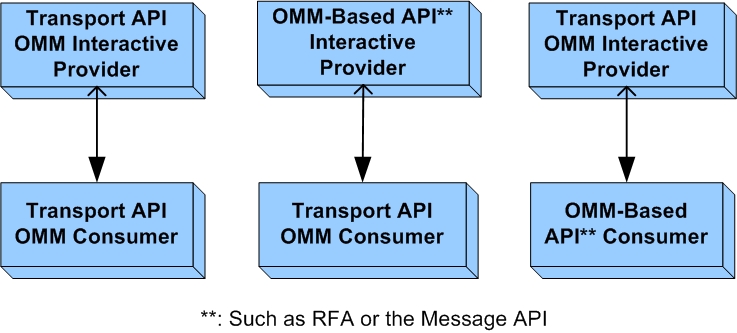 Transport API
OMM Interactive
Provider
OMM-Based API**
Interactive
Provider
Transport API
OMM Interactive
Provider
Transport API
OMM Consumer
Transport API
OMM Consumer
OMM-Based
API** Consumer
**: Such as RFA or the Message API